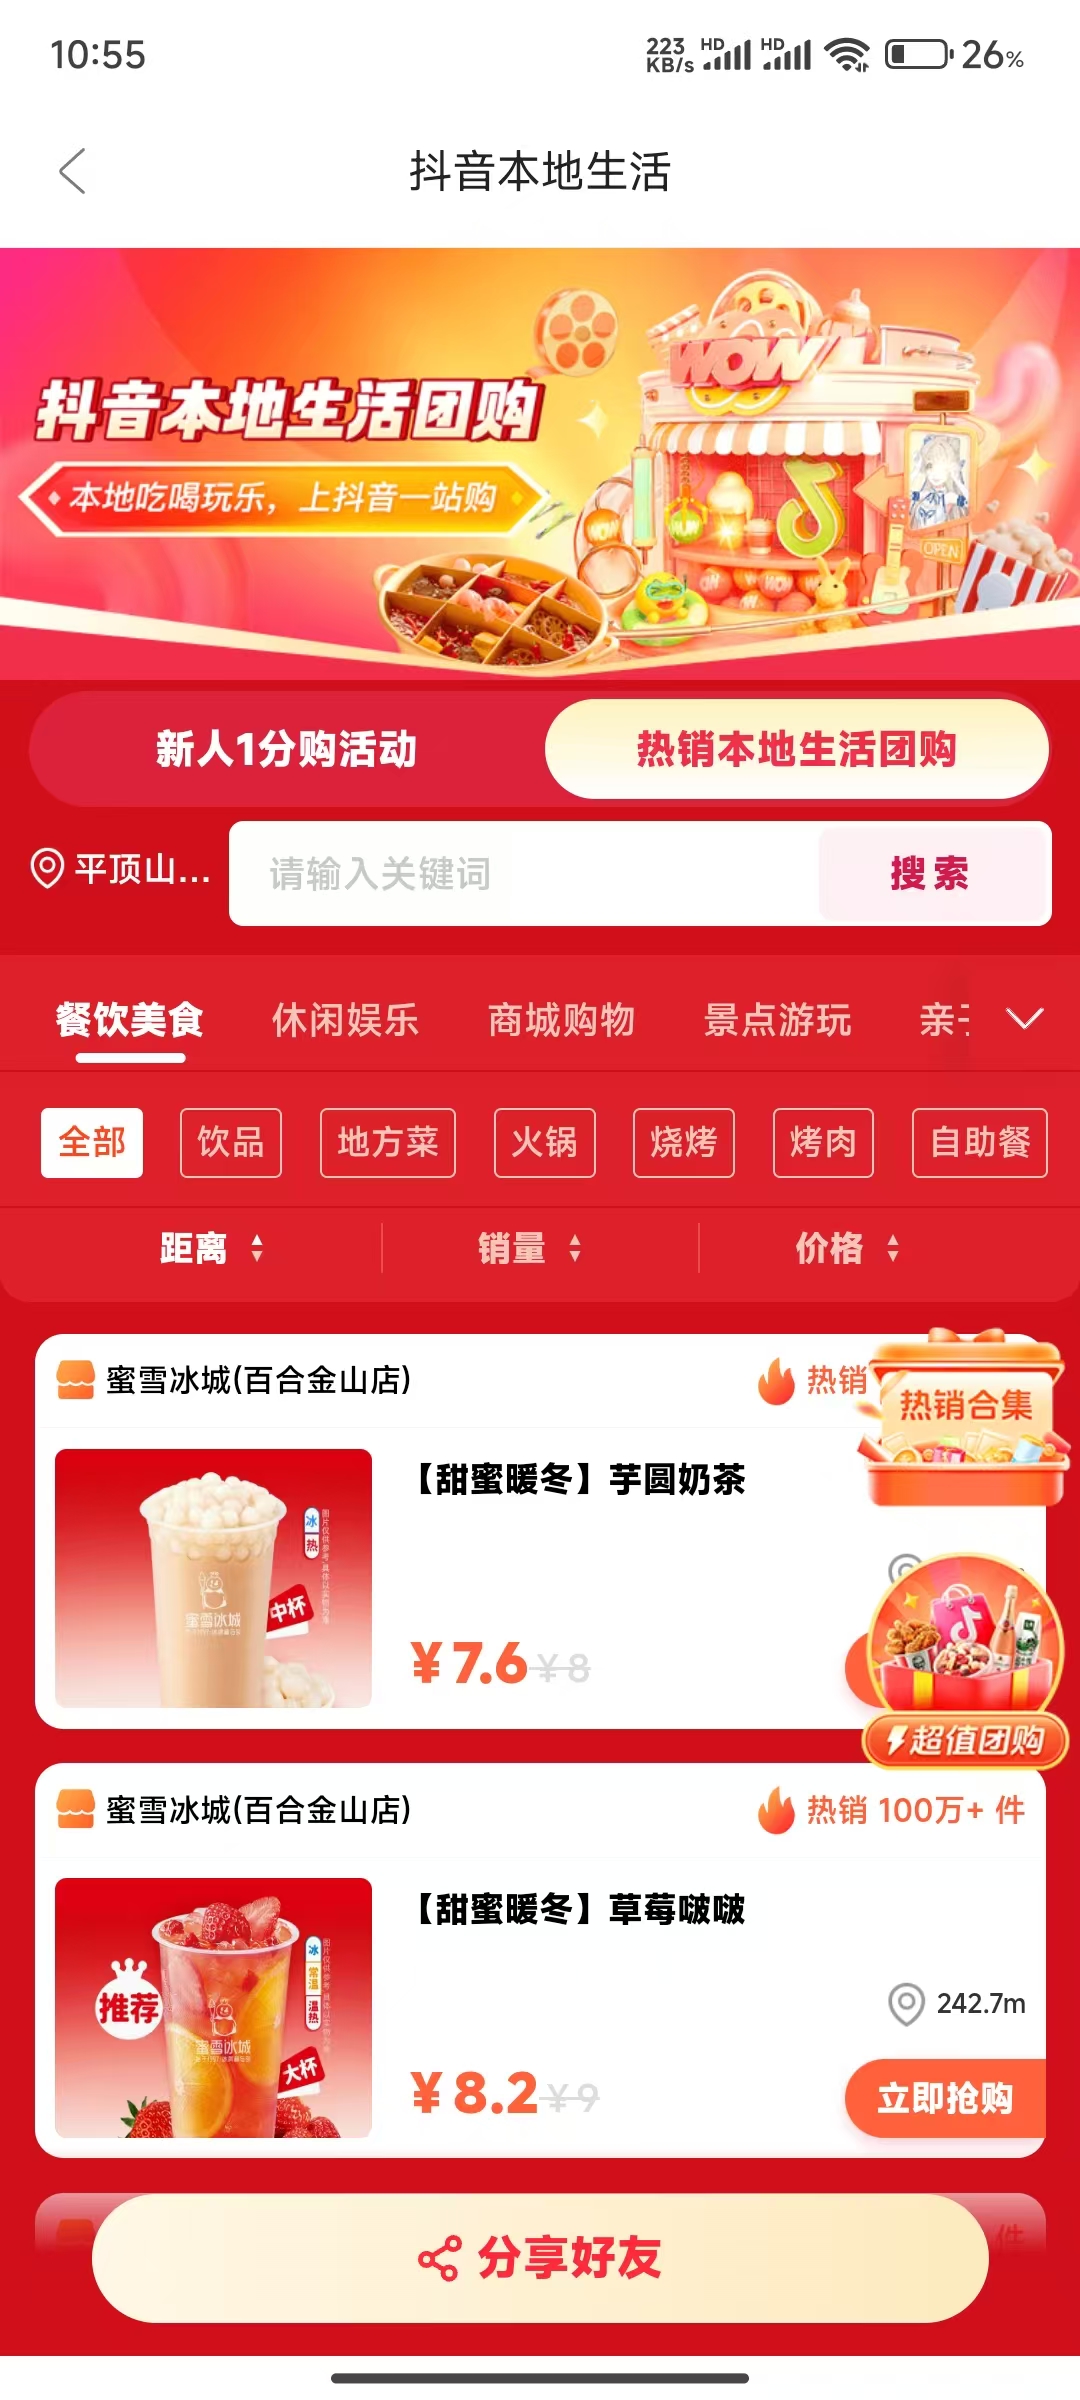 10:55
223 KB/s HD HD 26%
抖音本地生活
WOW
抖音本地生活团购
本地吃喝玩乐，上抖音一站购
OPEN
新人1分购活动
热销本地生活团购
平顶山...
请输入关键词
搜索
餐饮美食
休闲娱乐
商城购物
景点游玩
亲
全部
饮品
地方菜
火锅
烧烤
烤肉
自助餐
距离
销量
价格
蜜雪冰城(百合金山店)
热销
热销合集
【甜蜜暖冬】芋圆奶茶
冰
热
中杯
蜜雪冰城
¥7.6
¥8
超值团购
蜜雪冰城(百合金山店)
热销 100万+ 件
【甜蜜暖冬】草莓啵啵
推荐
冰
常温
温热
蜜雪冰城
大杯
242.7m
¥8.2
¥9
立即抢购
件
分享好友